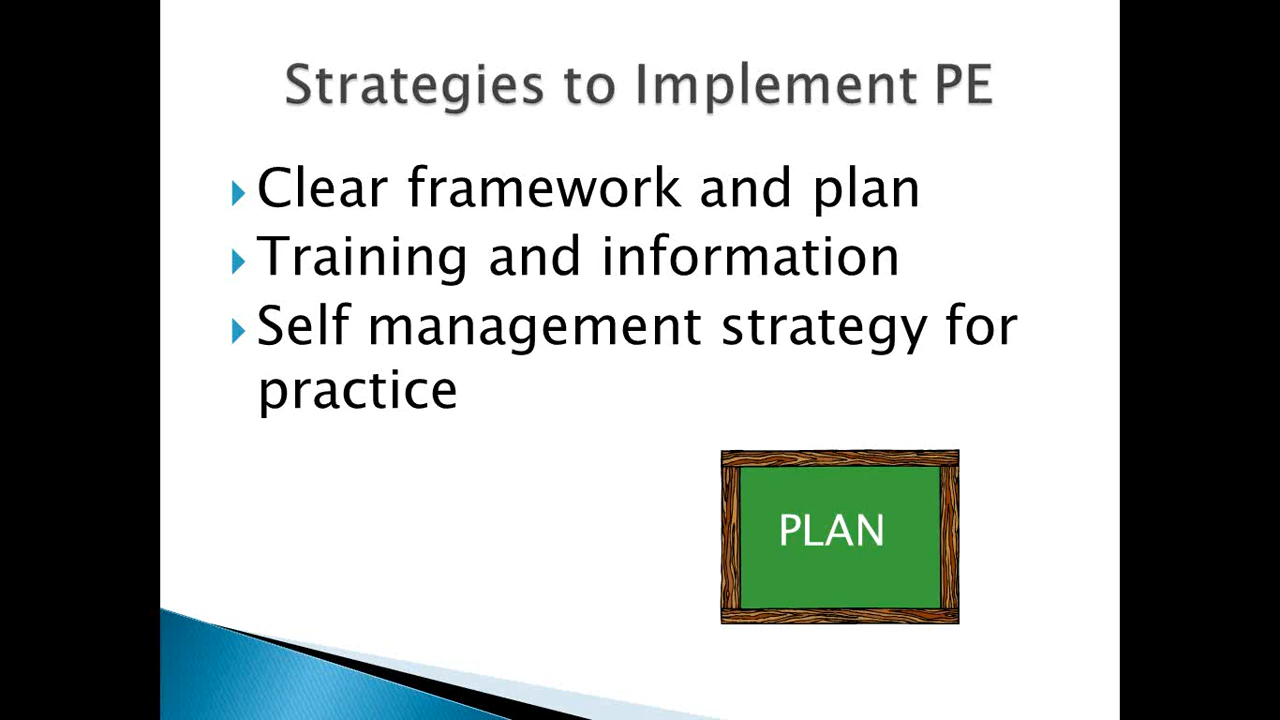 Strategies to Implement PE
Clear framework and plan
Training and information
Self management strategy for
practice
PLAN